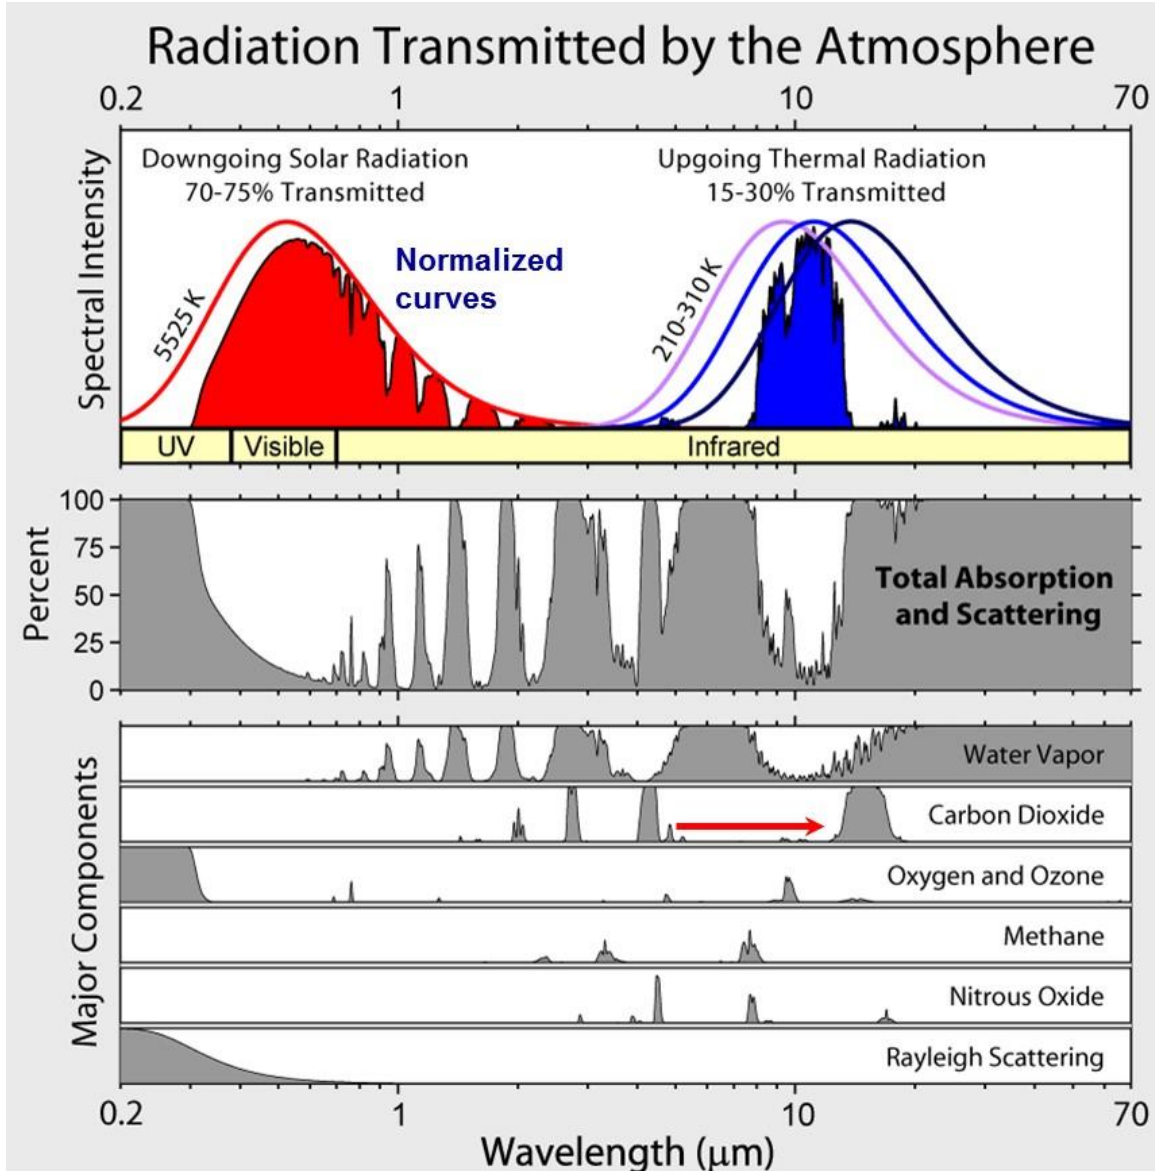 Radiation Transmitted by the Atmosphere
0.2 1 10 70
Spectral Intensity
Downgoing Solar Radiation
70-75% Transmitted
Upgoing Thermal Radiation
15-30% Transmitted
Normalized
curves
5525 K
210-310 K
UV Visible Infrared
Percent
100
75
50
25
0
Total Absorption
and Scattering
Major Components
Water Vapor
Carbon Dioxide
Oxygen and Ozone
Methane
Nitrous Oxide
Rayleigh Scattering
0.2 1 10 70
Wavelength (μm)